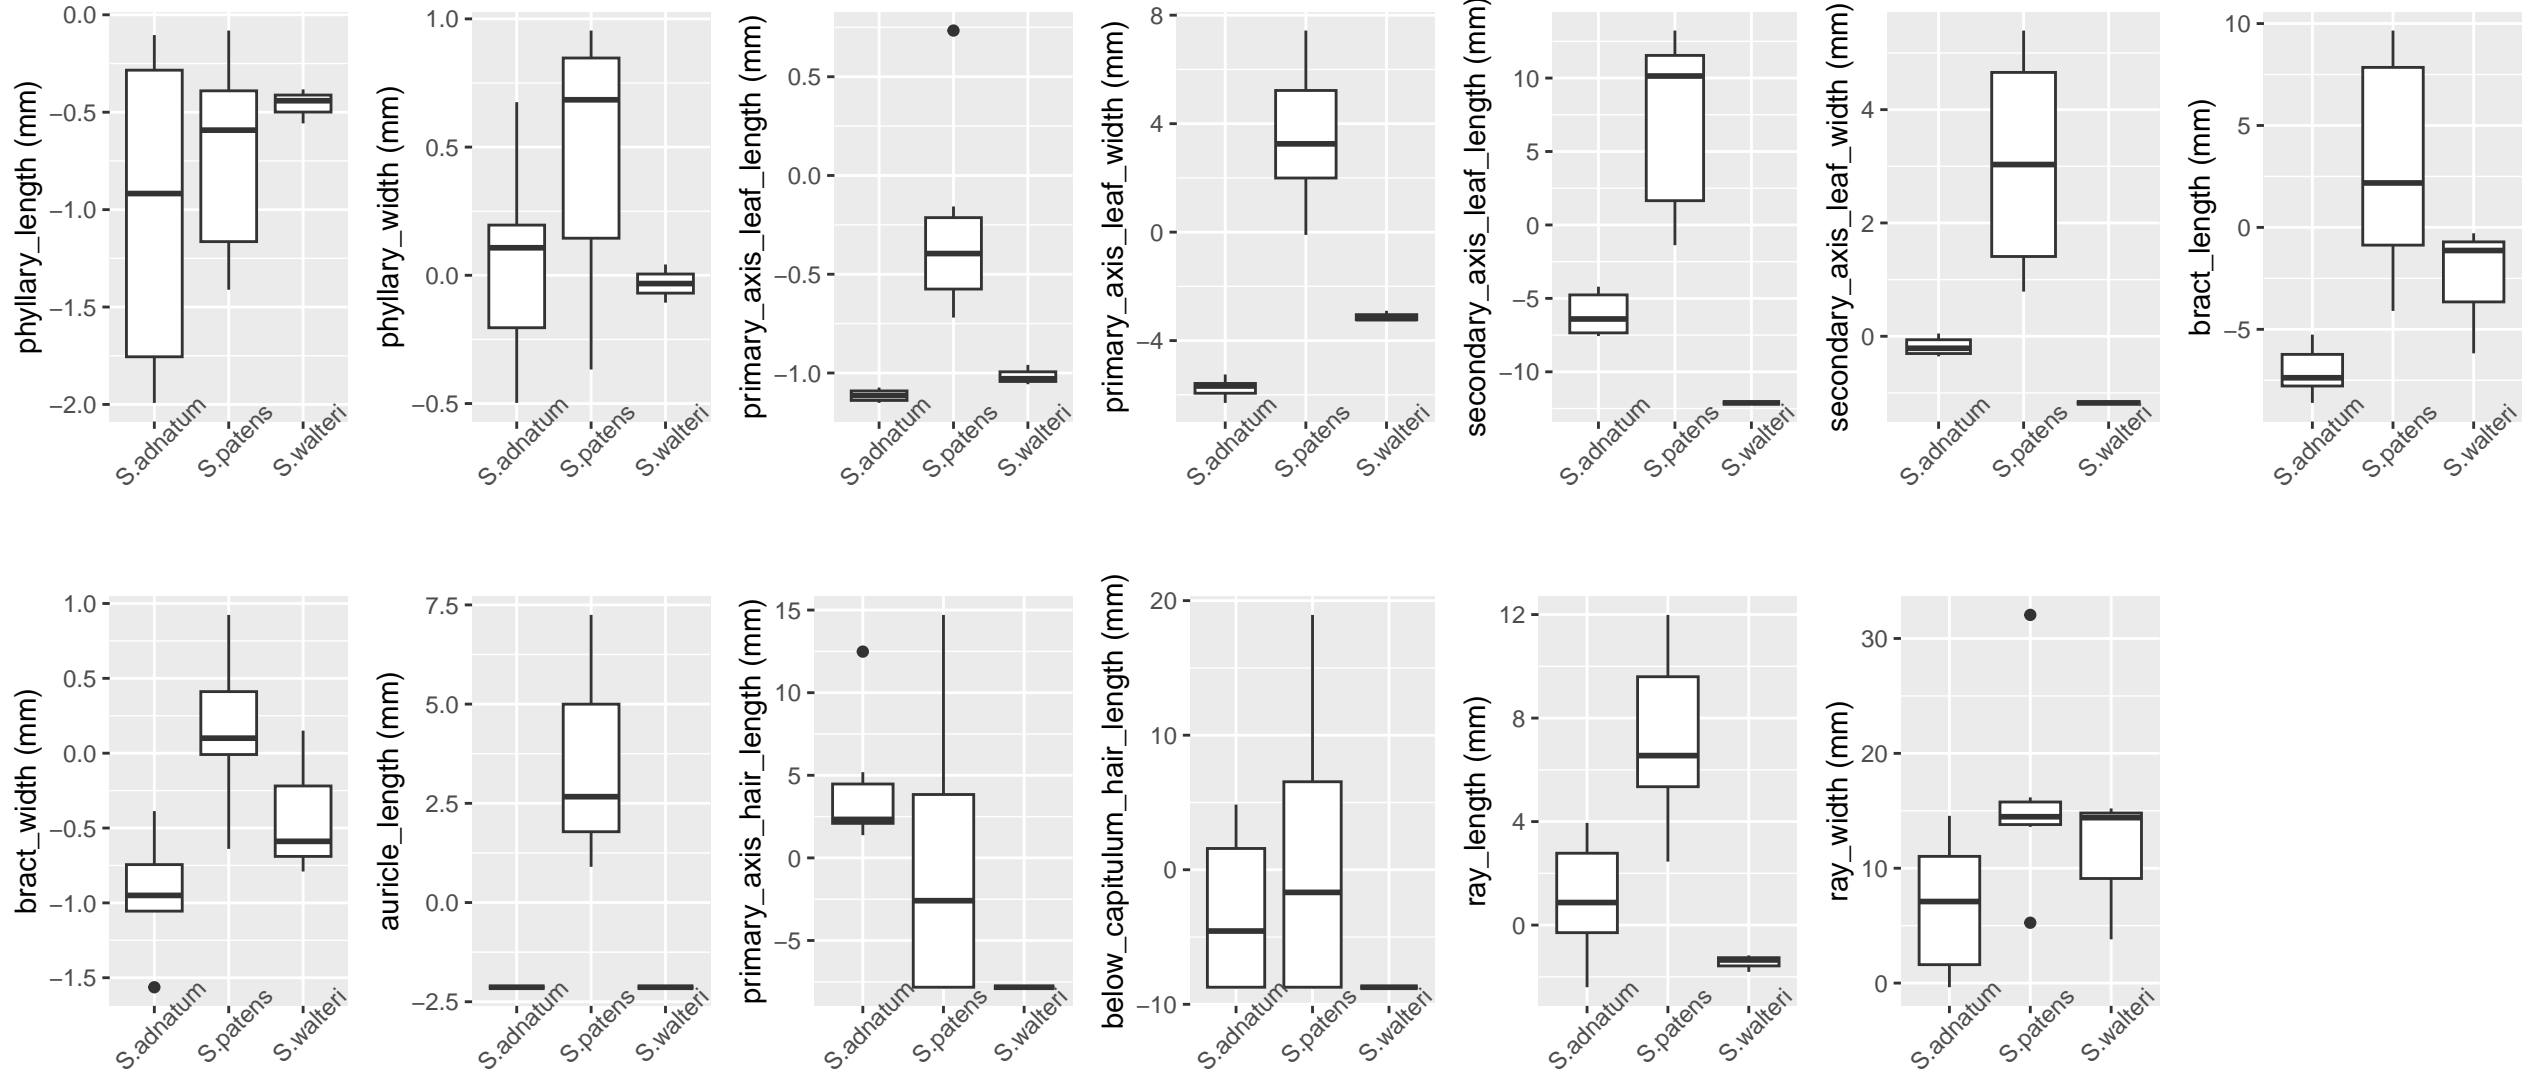 phyllary_length (mm)
0.0
−0.5
−1.0
−1.5
−2.0
S.adnatum
S.patens
S.walteri
phyllary_width (mm)
1.0
0.5
0.0
−0.5
S.adnatum
S.patens
S.walteri
primary_axis_leaf_length (mm)
0.5
0.0
−0.5
−1.0
S.adnatum
S.patens
S.walteri
primary_axis_leaf_width (mm)
8
4
0
−4
S.adnatum
S.patens
S.walteri
secondary_axis_leaf_length (mm)
10
5
0
−5
−10
S.adnatum
S.patens
S.walteri
secondary_axis_leaf_width (mm)
4
2
0
S.adnatum
S.patens
S.walteri
bract_length (mm)
10
5
0
−5
S.adnatum
S.patens
S.walteri
bract_width (mm)
1.0
0.5
0.0
−0.5
−1.0
−1.5
S.adnatum
S.patens
S.walteri
auricle_length (mm)
7.5
5.0
2.5
0.0
−2.5
S.adnatum
S.patens
S.walteri
primary_axis_hair_length (mm)
15
10
5
0
−5
S.adnatum
S.patens
S.walteri
below_capitulum_hair_length (mm)
20
10
0
−10
S.adnatum
S.patens
S.walteri
ray_length (mm)
12
8
4
0
S.adnatum
S.patens
S.walteri
ray_width (mm)
30
20
10
0
S.adnatum
S.patens
S.walteri